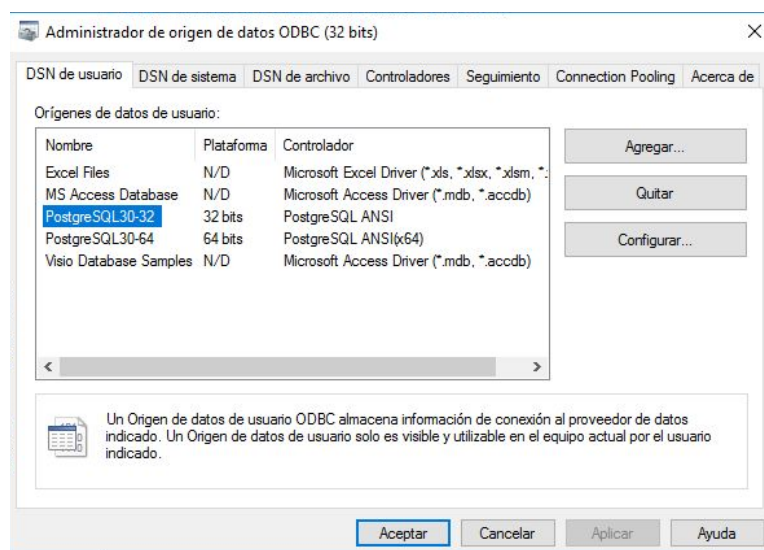 Administrador de origen de datos ODBC (32 bits)
DSN de usuario DSN de sistema DSN de archivo Controladores Seguimiento Connection Pooling Acerca de
Orígenes de datos de usuario:
Nombre Plataforma Controlador
Excel Files N/D Microsoft Excel Driver (*.xls, *.xlsx, *.xlsm, *.
MS Access Database N/D Microsoft Access Driver (*.mdb, *.accdb)
PostgreSQL30-32 32 bits PostgreSQL ANSI
PostgreSQL30-64 64 bits PostgreSQL ANSI(x64)
Visio Database Samples N/D Microsoft Access Driver (*.mdb, *.accdb)
Agregar...
Quitar
Configurar...
Un Origen de datos de usuario ODBC almacena información de conexión al proveedor de datos
indicado. Un Origen de datos de usuario solo es visible y utilizable en el equipo actual por el usuario
indicado.
Aceptar Cancelar Aplicar Ayuda